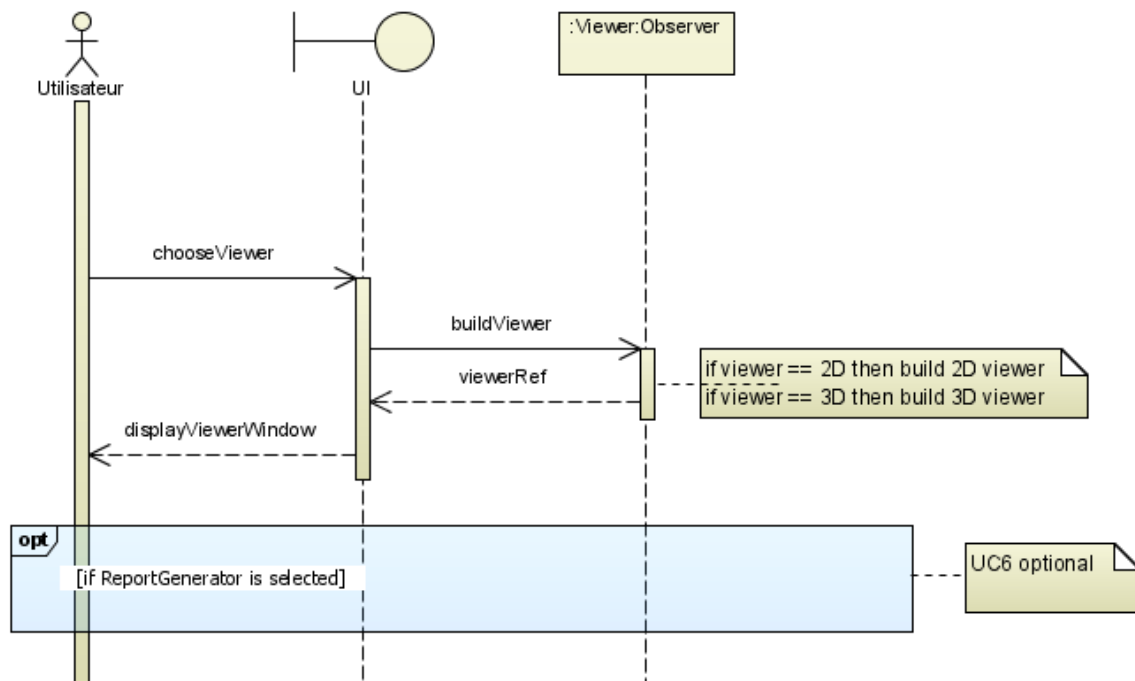 :Viewer:Observer
Utilisateur
UI
chooseViewer
buildViewer
if viewer == 2D then build 2D viewer
if viewer == 3D then build 3D viewer
viewerRef
displayViewerWindow
opt
[if ReportGenerator is selected]
UC6 optional